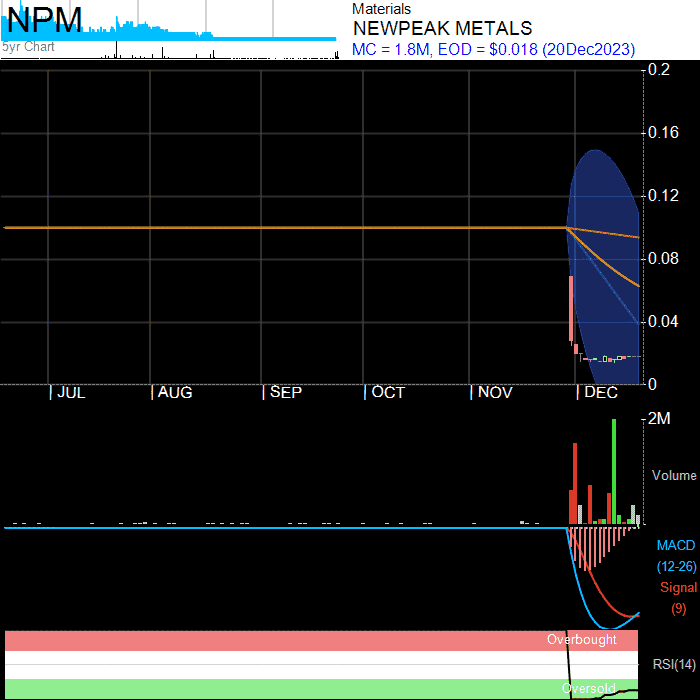 NPM
5yr Chart
Materials
NEWPEAK METALS
MC = 1.8M, EOD = $0.018 (20Dec2023)
0.2
0.16
0.12
0.08
0.04
0
JUL AUG SEP OCT NOV DEC
2M
Volume
MACD
(12-26)
Signal
(9)
Overbought
RSI(14)
Oversold